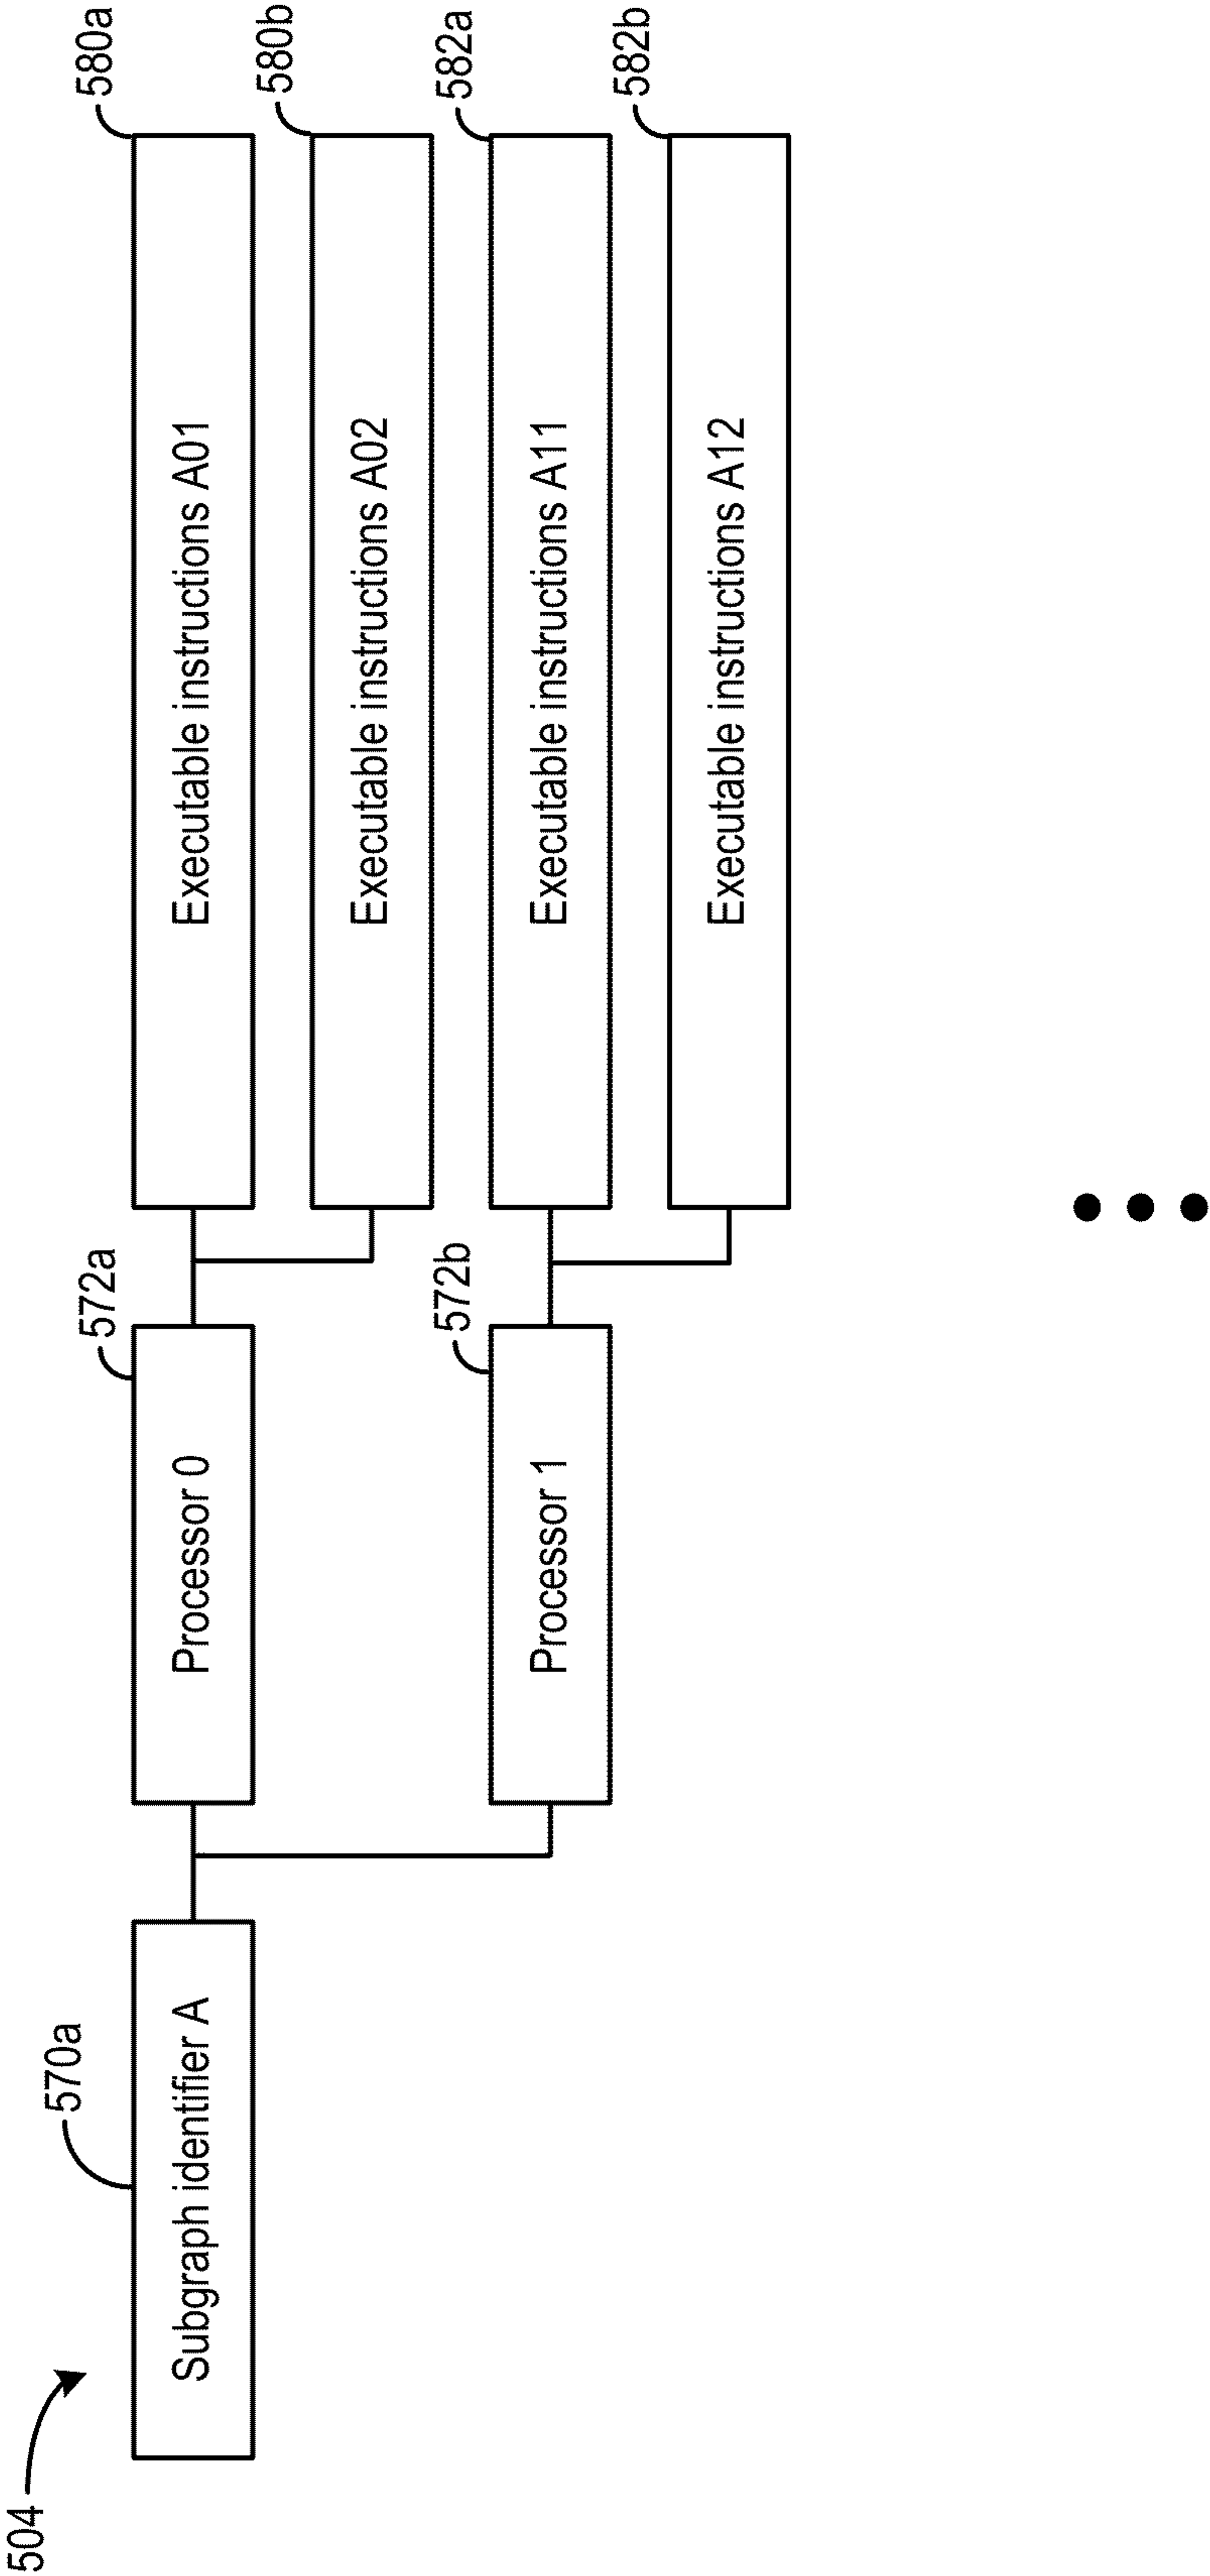 504
570a
Subgraph identifier A
572a
Processor 0
580a
Executable instructions A01
580b
Executable instructions A02
572b
Processor 1
582a
Executable instructions A11
582b
Executable instructions A12